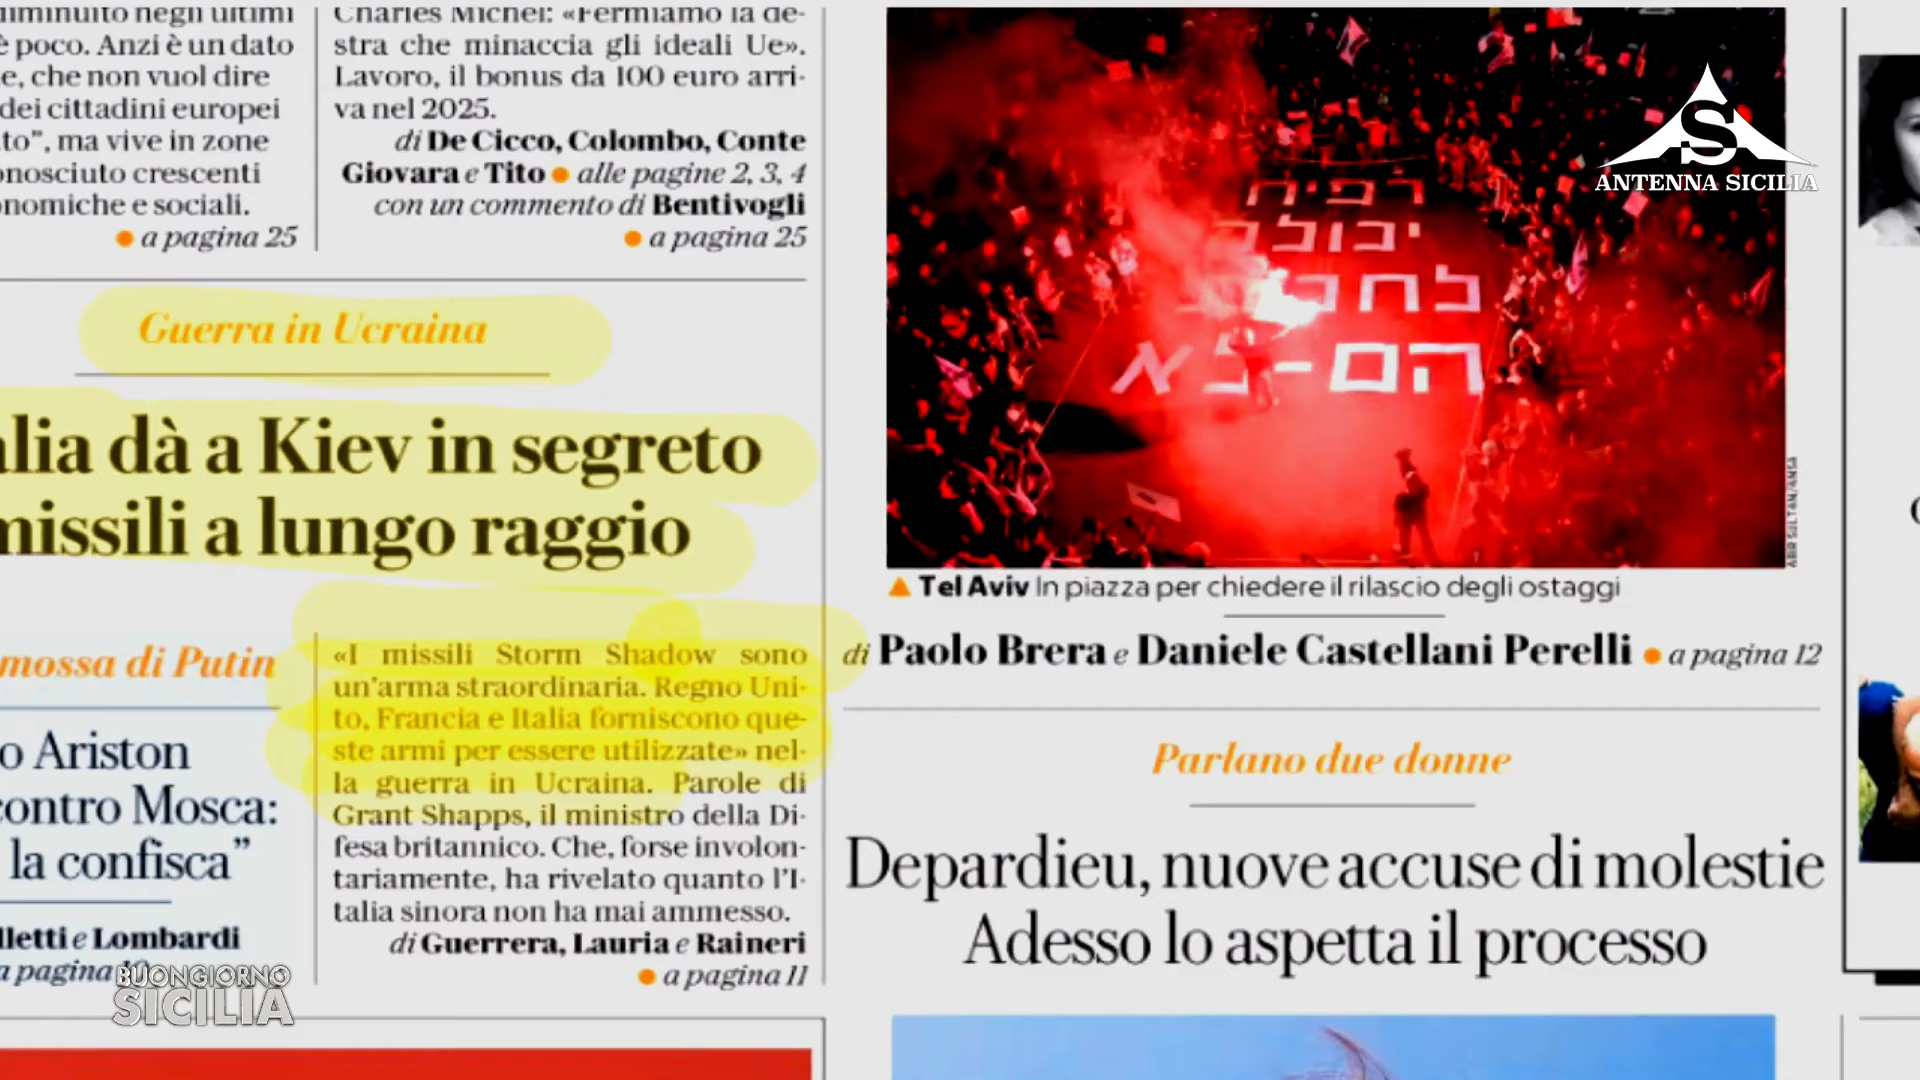 diminuito negli ultimi
è poco. Anzi è un dato
e, che non vuol dire
dei cittadini europei
to”, ma vive in zone
onosciuto crescenti
nomiche e sociali.
● a pagina 25
Charles Michel: «Fermiamo la de-
stra che minaccia gli ideali Ue».
Lavoro, il bonus da 100 euro arri-
va nel 2025.
di De Cicco, Colombo, Conte
Giovara e Tito ● alle pagine 2, 3, 4
con un commento di Bentivogli
● a pagina 25
Guerra in Ucraina
alia dà a Kiev in segreto
missili a lungo raggio
mossa di Putin
o Ariston
contro Mosca:
la confisca”
lletti e Lombardi
a pagina
«I missili Storm Shadow sono
un'arma straordinaria. Regno Uni-
to, Francia e Italia forniscono que-
ste armi per essere utilizzate» nel-
la guerra in Ucraina. Parole di
Grant Shapps, il ministro della Di-
fesa britannico. Che, forse involon-
tariamente, ha rivelato quanto l'I-
talia sinora non ha mai ammesso.
di Guerrera, Lauria e Raineri
● a pagina 11
BUONGIORNO
SICILIA
S
ANTENNA SICILIA
רפיח
יכולה
הם-לא
ABIR SULTAN/ANSA
▲ Tel Aviv In piazza per chiedere il rilascio degli ostaggi
di Paolo Brera e Daniele Castellani Perelli ● a pagina 12
Parlano due donne
Depardieu, nuove accuse di molestie
Adesso lo aspetta il processo